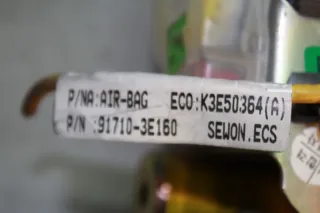 P/NA:AIR-BAG ECO:K3E50364(A)
P/N :91710-3E160 SEWON.ECS